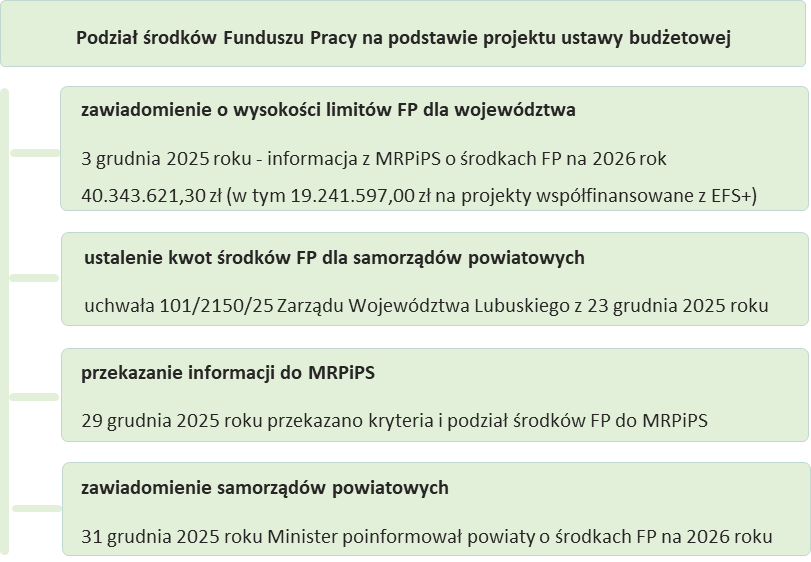 Podział środków Funduszu Pracy na podstawie projektu ustawy budżetowej
zawiadomienie o wysokości limitów FP dla województwa
3 grudnia 2025 roku - informacja z MRPiPS o środkach FP na 2026 rok
40.343.621,30 zł (w tym 19.241.597,00 zł na projekty współfinansowane z EFS+)
ustalenie kwot środków FP dla samorządów powiatowych
uchwała 101/2150/25 Zarządu Województwa Lubuskiego z 23 grudnia 2025 roku
przekazanie informacji do MRPiPS
29 grudnia 2025 roku przekazano kryteria i podział środków FP do MRPiPS
zawiadomienie samorządów powiatowych
31 grudnia 2025 roku Minister poinformował powiaty o środkach FP na 2026 roku